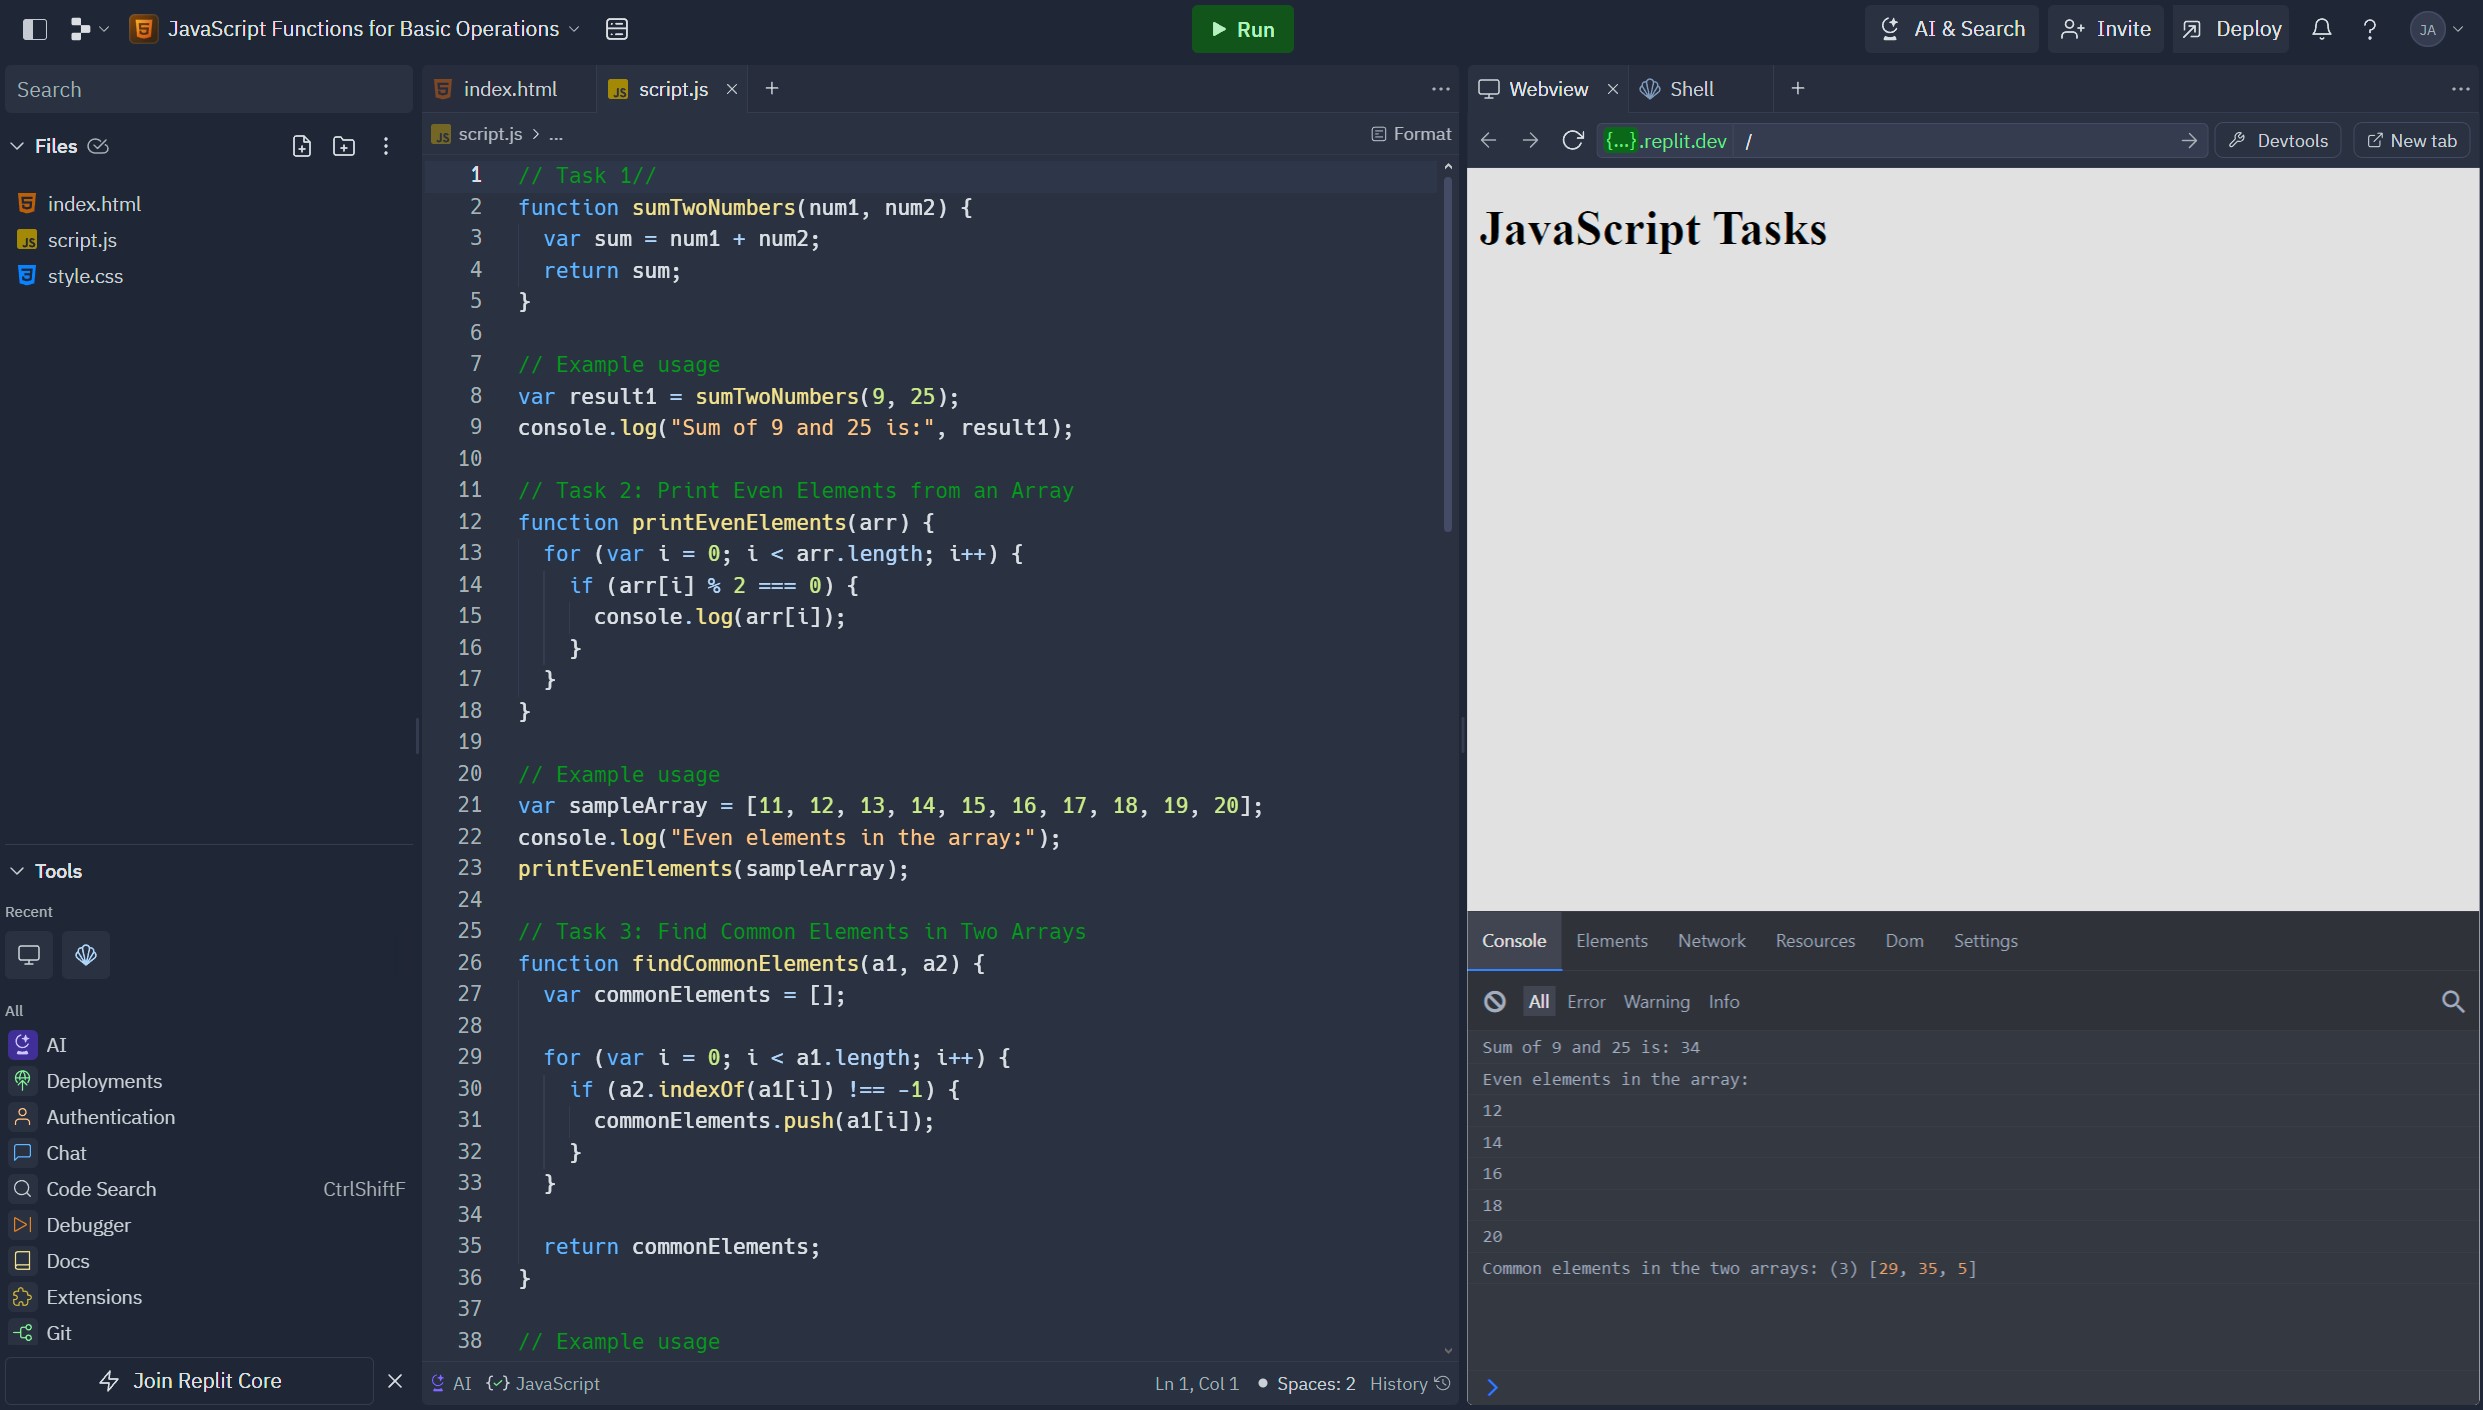 JavaScript Functions for Basic Operations
Run
AI & Search
Invite
Deploy
JA
Search
Files
index.html
script.js
style.css
Tools
Recent
All
AI
Deployments
Authentication
Chat
Code Search CtrlShiftF
Debugger
Docs
Extensions
Git
Join Replit Core
index.html
script.js
script.js > ...
Format
1 // Task 1//
2 function sumTwoNumbers(num1, num2) {
3 var sum = num1 + num2;
4 return sum;
5 }
6
7 // Example usage
8 var result1 = sumTwoNumbers(9, 25);
9 console.log("Sum of 9 and 25 is:", result1);
10
11 // Task 2: Print Even Elements from an Array
12 function printEvenElements(arr) {
13 for (var i = 0; i < arr.length; i++) {
14 if (arr[i] % 2 === 0) {
15 console.log(arr[i]);
16 }
17 }
18 }
19
20 // Example usage
21 var sampleArray = [11, 12, 13, 14, 15, 16, 17, 18, 19, 20];
22 console.log("Even elements in the array:");
23 printEvenElements(sampleArray);
24
25 // Task 3: Find Common Elements in Two Arrays
26 function findCommonElements(a1, a2) {
27 var commonElements = [];
28
29 for (var i = 0; i < a1.length; i++) {
30 if (a2.indexOf(a1[i]) !== -1) {
31 commonElements.push(a1[i]);
32 }
33 }
34
35 return commonElements;
36 }
37
38 // Example usage
AI
JavaScript
Ln 1, Col 1
Spaces: 2
History
Webview
Shell
{...}.replit.dev /
Devtools
New tab
JavaScript Tasks
Console Elements Network Resources Dom Settings
All Error Warning Info
Sum of 9 and 25 is: 34
Even elements in the array:
12
14
16
18
20
Common elements in the two arrays: (3) [29, 35, 5]